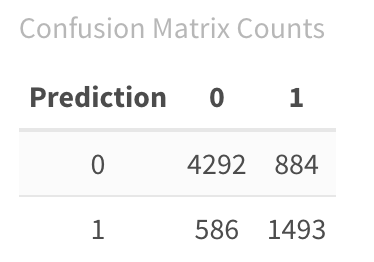 Confusion Matrix Counts
Prediction 0 1
0 4292 884
1 586 1493